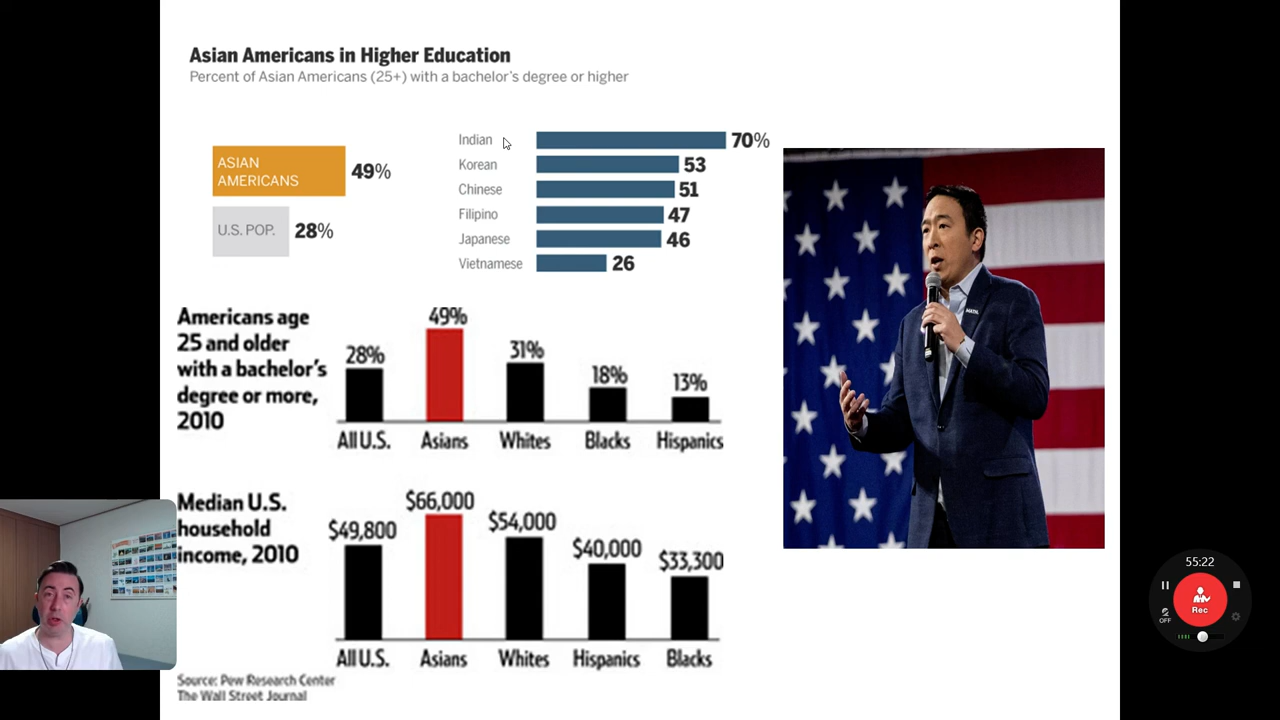 Asian Americans in Higher Education
Percent of Asian Americans (25+) with a bachelor's degree or higher
ASIAN
AMERICANS
49%
U.S. POP.
28%
Indian 70%
Korean 53
Chinese 51
Filipino 47
Japanese 46
Vietnamese 26
Americans age
25 and older
with a bachelor's
degree or more,
2010
28% 49% 31% 18% 13%
All U.S. Asians Whites Blacks Hispanics
Median U.S.
household
income, 2010
$49,800 $66,000 $54,000 $40,000 $33,300
All U.S. Asians Whites Hispanics Blacks
Source: Pew Research Center
The Wall Street Journal
MATH
55:22
Rec
OFF